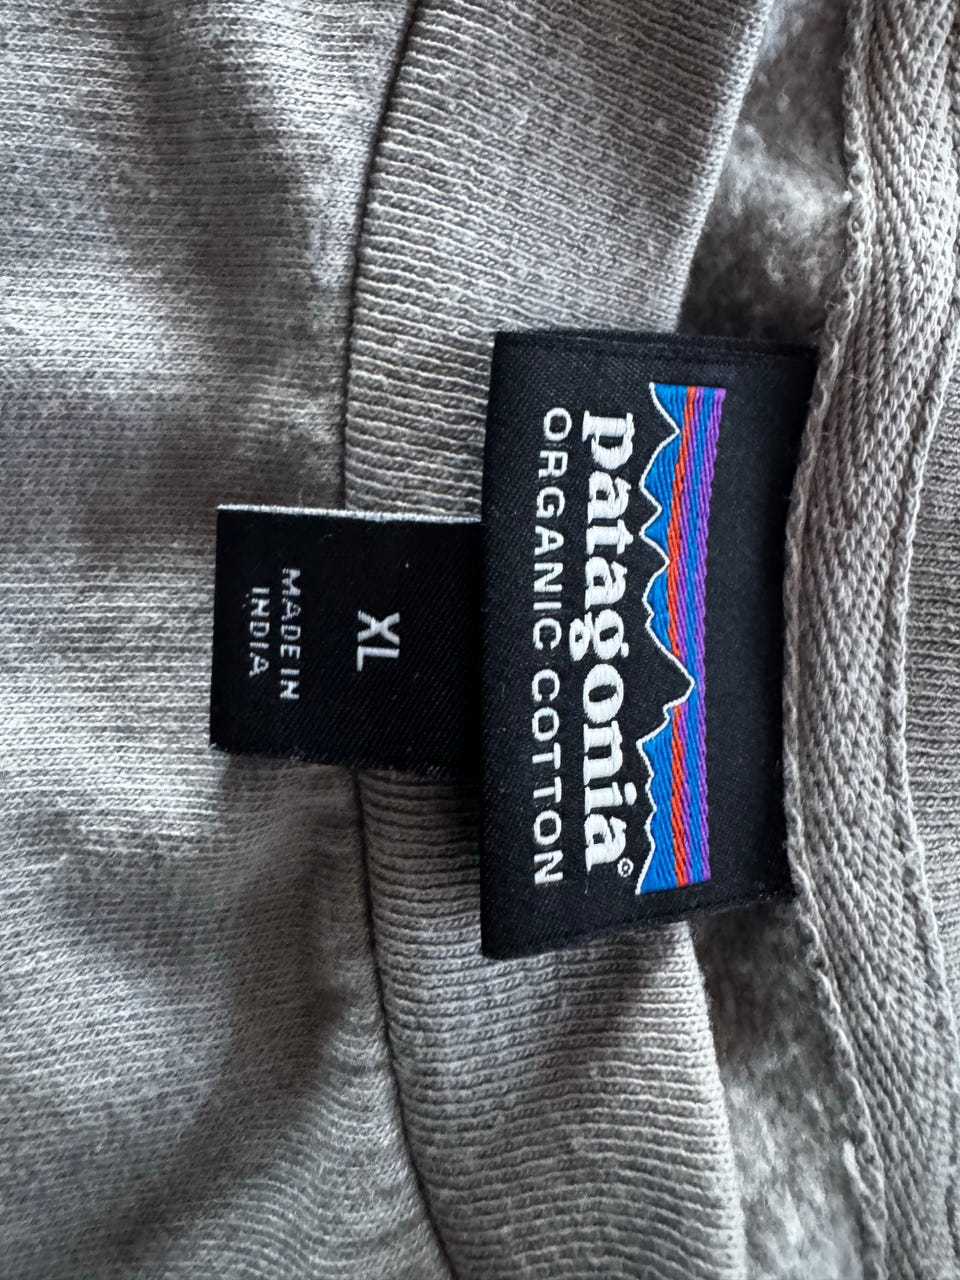 patagonia®
ORGANIC COTTON
XL
MADE IN
INDIA